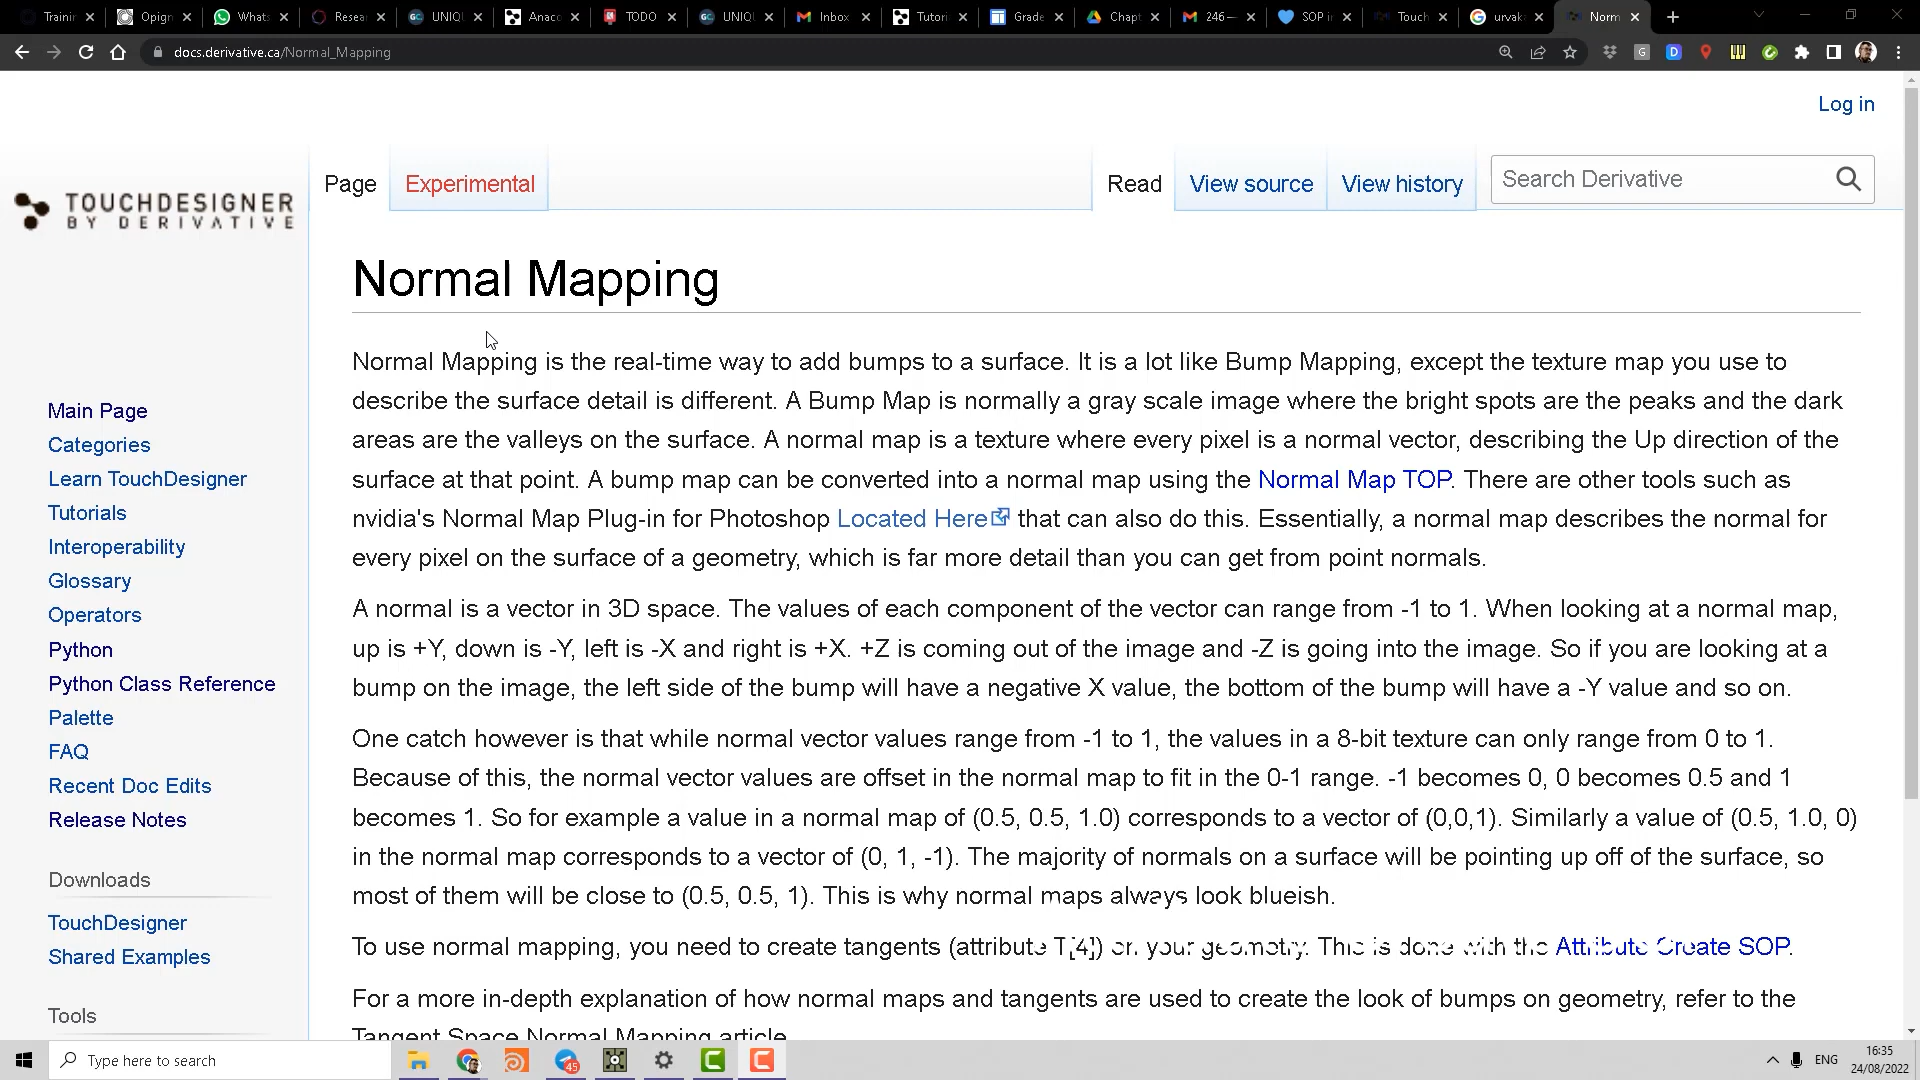 Trainin
Opign
Whats
Resea
UNIQU
Anaco
TODO
UNIQU
Inbox
Tutori
Grade
Chapt
246 —
SOP i
Touch
urvak
Norm
docs.derivative.ca/Normal_Mapping
Log in
TOUCHDESIGNER
BY DERIVATIVE
Page
Experimental
Read
View source
View history
Search Derivative
Main Page
Categories
Learn TouchDesigner
Tutorials
Interoperability
Glossary
Operators
Python
Python Class Reference
Palette
FAQ
Recent Doc Edits
Release Notes
Downloads
TouchDesigner
Shared Examples
Tools
Normal Mapping
Normal Mapping is the real-time way to add bumps to a surface. It is a lot like Bump Mapping, except the texture map you use to
describe the surface detail is different. A Bump Map is normally a gray scale image where the bright spots are the peaks and the dark
areas are the valleys on the surface. A normal map is a texture where every pixel is a normal vector, describing the Up direction of the
surface at that point. A bump map can be converted into a normal map using the Normal Map TOP. There are other tools such as
nvidia's Normal Map Plug-in for Photoshop Located Here that can also do this. Essentially, a normal map describes the normal for
every pixel on the surface of a geometry, which is far more detail than you can get from point normals.
A normal is a vector in 3D space. The values of each component of the vector can range from -1 to 1. When looking at a normal map,
up is +Y, down is -Y, left is -X and right is +X. +Z is coming out of the image and -Z is going into the image. So if you are looking at a
bump on the image, the left side of the bump will have a negative X value, the bottom of the bump will have a -Y value and so on.
One catch however is that while normal vector values range from -1 to 1, the values in a 8-bit texture can only range from 0 to 1.
Because of this, the normal vector values are offset in the normal map to fit in the 0-1 range. -1 becomes 0, 0 becomes 0.5 and 1
becomes 1. So for example a value in a normal map of (0.5, 0.5, 1.0) corresponds to a vector of (0,0,1). Similarly a value of (0.5, 1.0, 0)
in the normal map corresponds to a vector of (0, 1, -1). The majority of normals on a surface will be pointing up off of the surface, so
most of them will be close to (0.5, 0.5, 1). This is why normal maps always look blueish.
To use normal mapping, you need to create tangents (attribute T[4]) on your geometry. This is done with the Attribute Create SOP.
For a more in-depth explanation of how normal maps and tangents are used to create the look of bumps on geometry, refer to the
Tangent Space Normal Mapping article.
Type here to search
45
ENG
16:35
24/08/2022